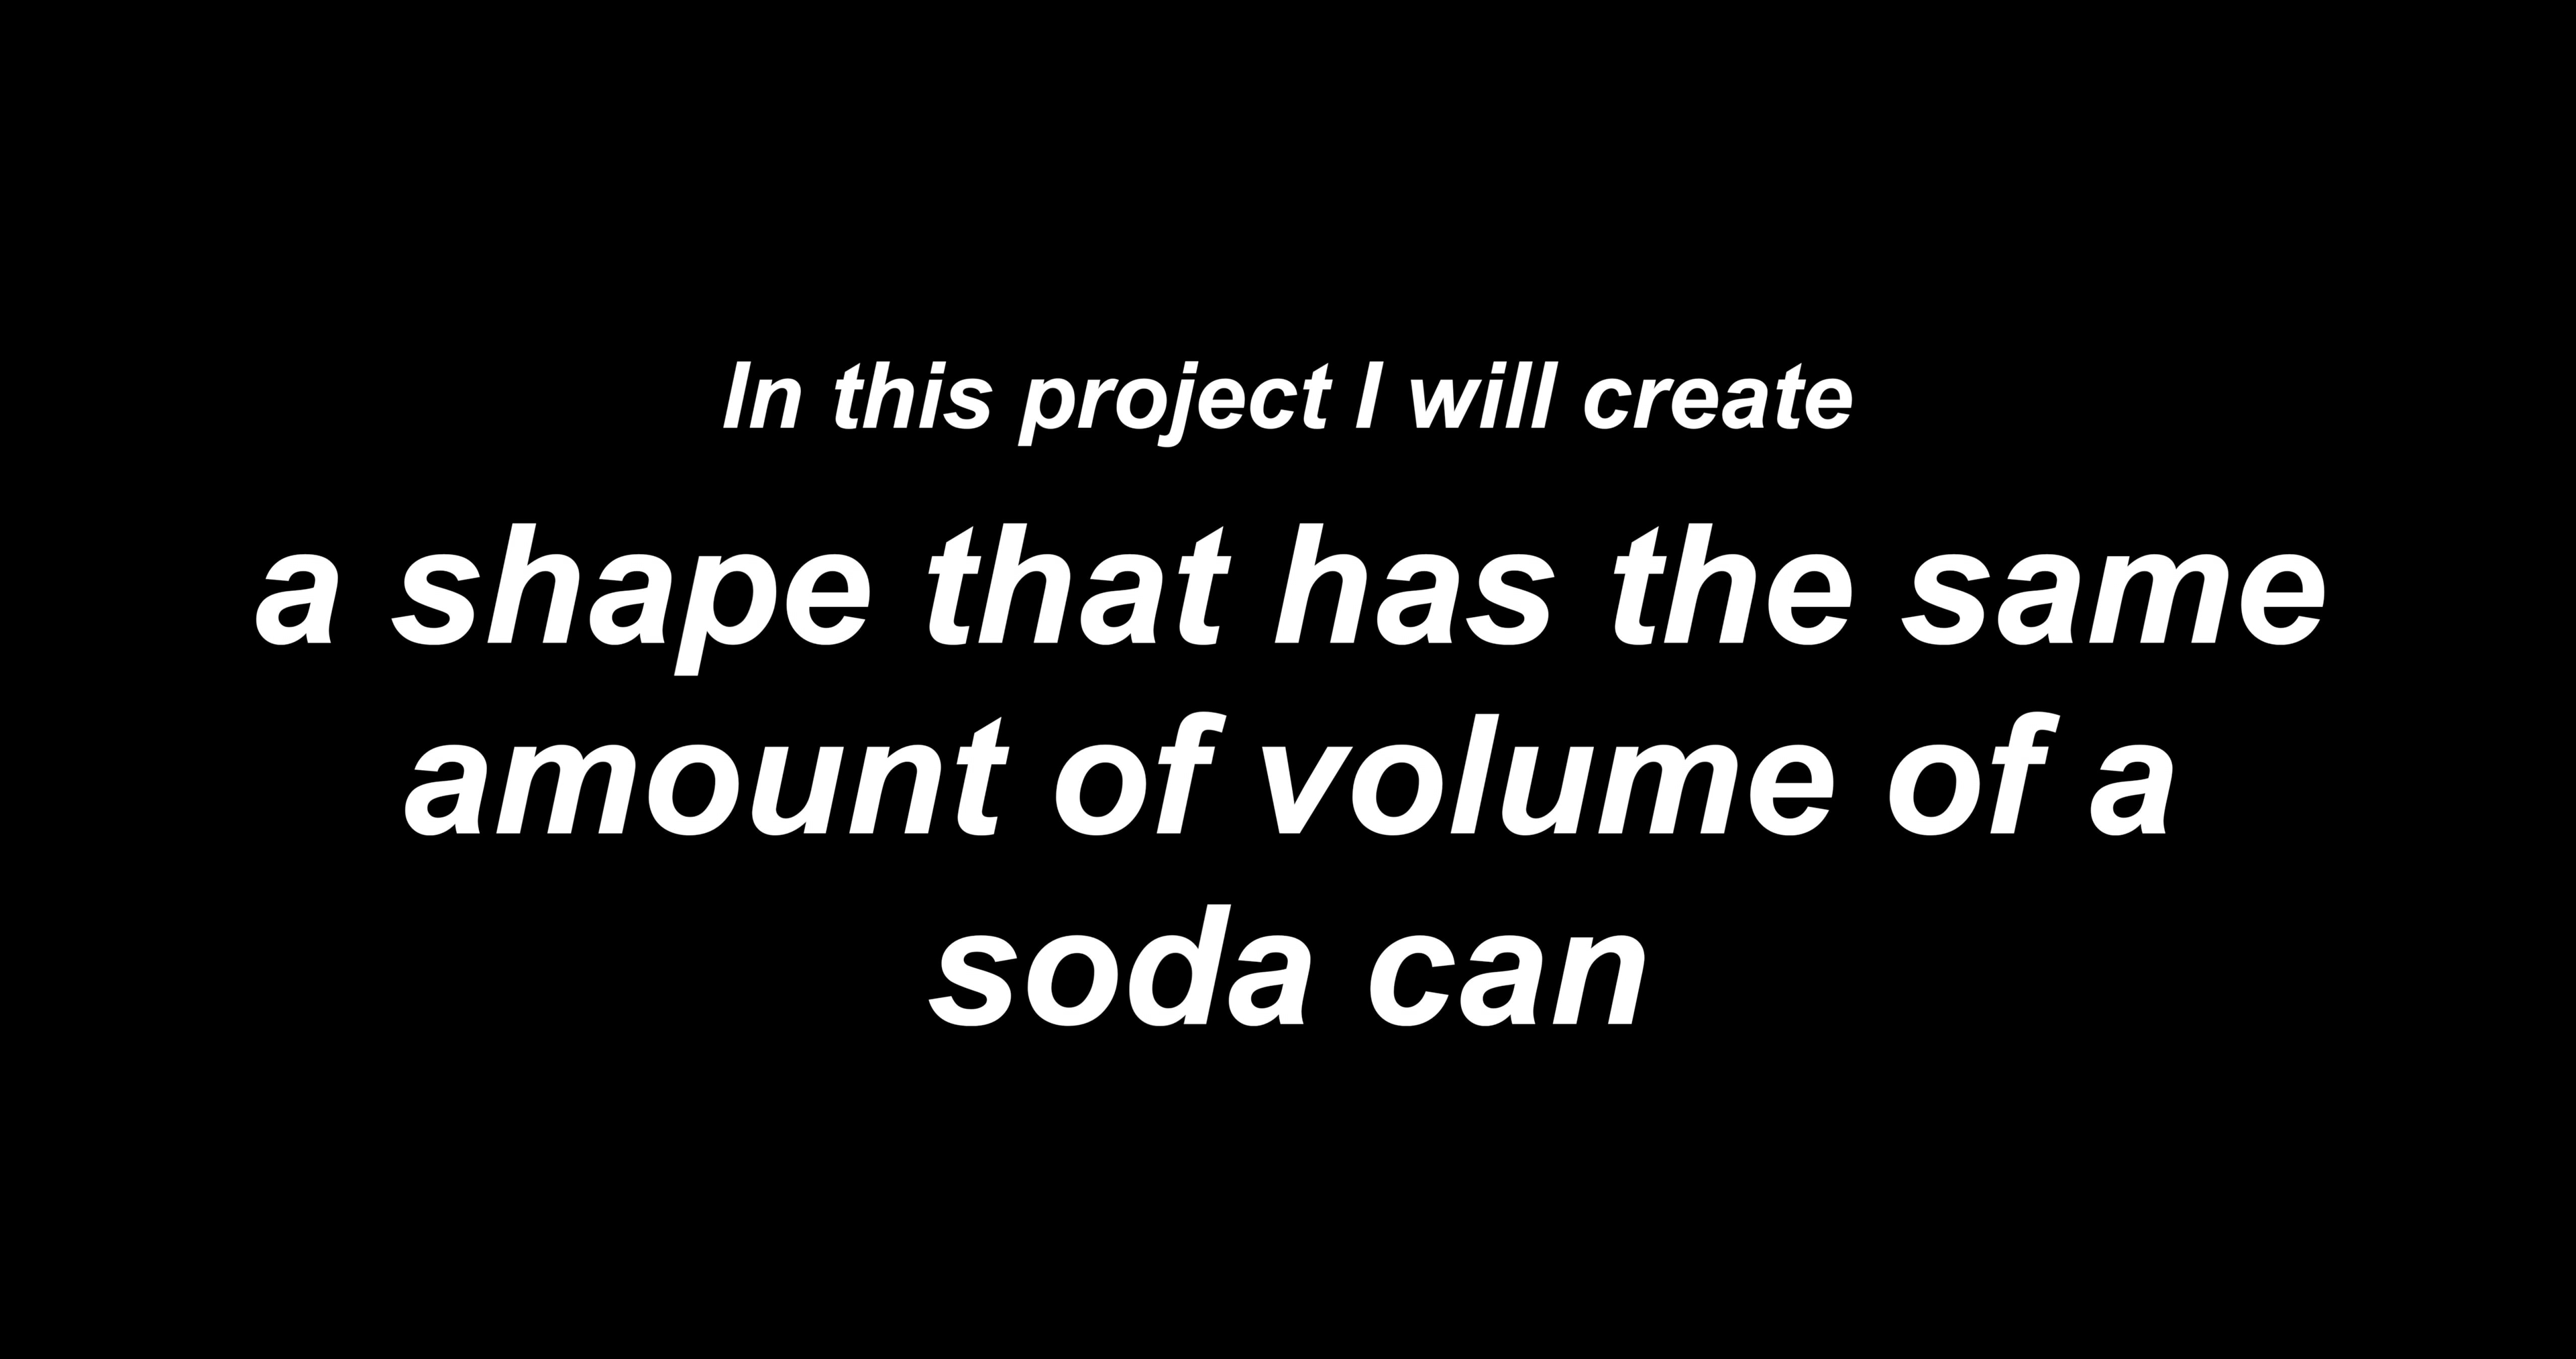 In this project I will create
a shape that has the same
amount of volume of a
soda can